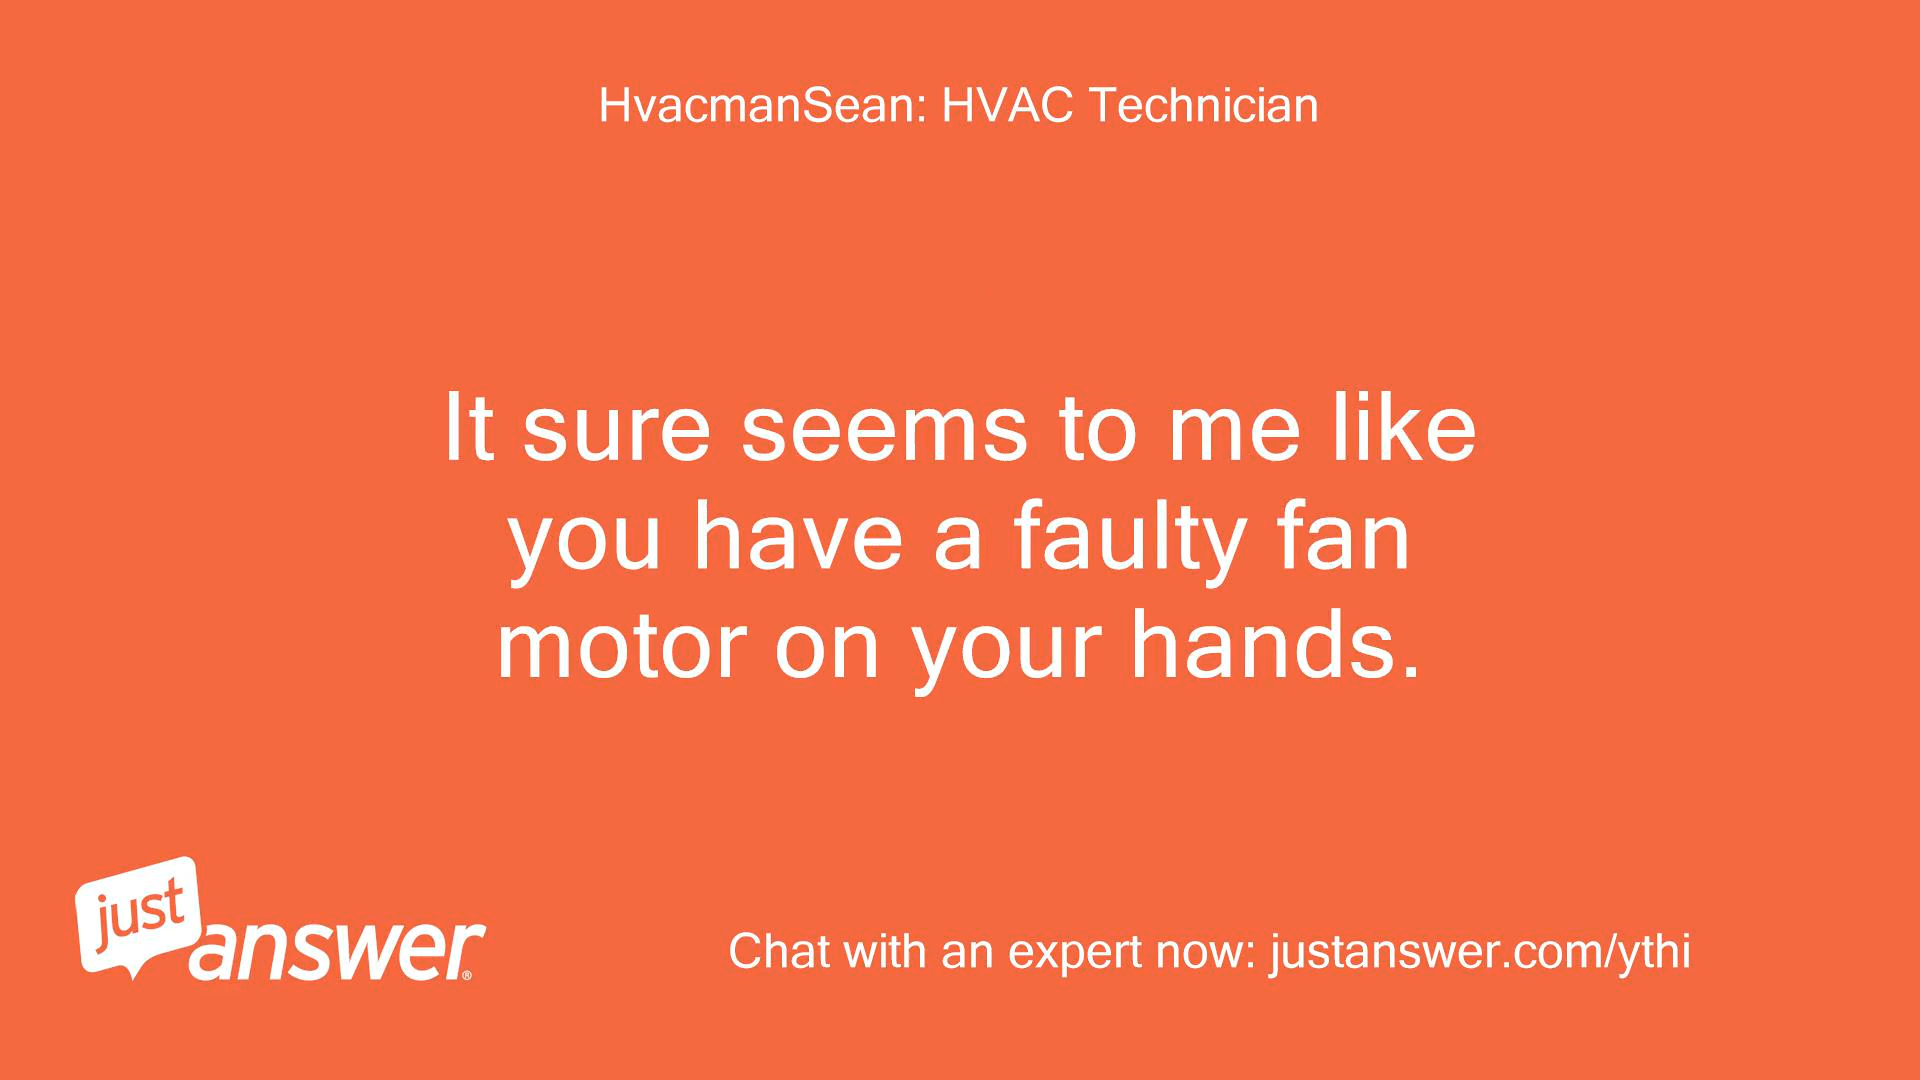 HvacmanSean: HVAC Technician
It sure seems to me like
you have a faulty fan
motor on your hands.
just
answer®
Chat with an expert now: justanswer.com/ythi